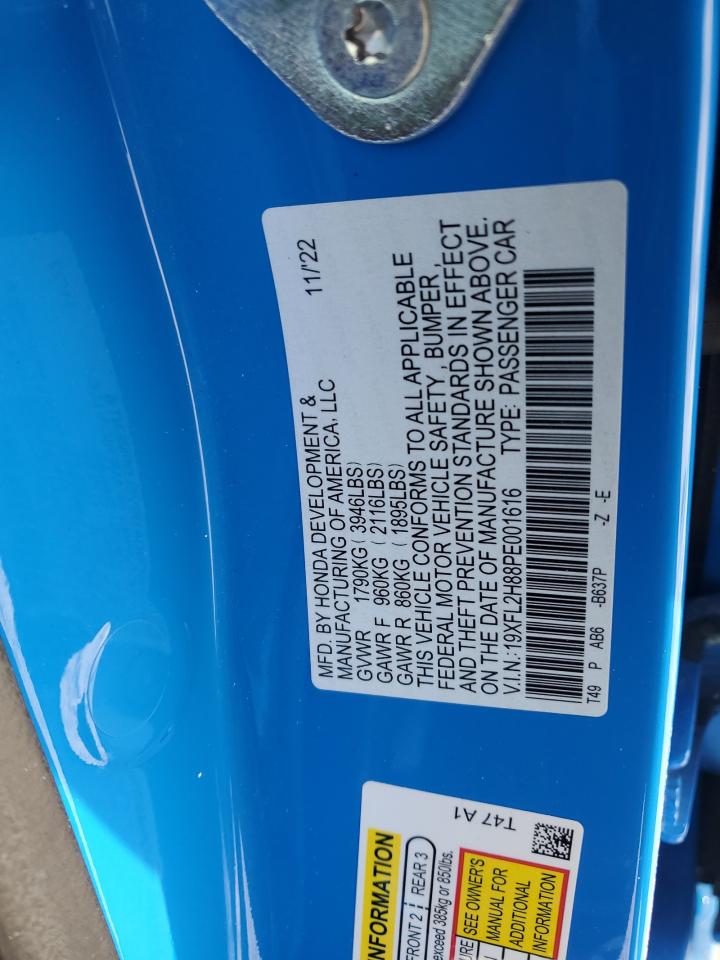 MFD. BY HONDA DEVELOPMENT &
MANUFACTURING OF AMERICA, LLC 11/'22
GVWR 1790KG ( 3946LBS)
GAWR F 960KG ( 2116LBS)
GAWR R 860KG ( 1895LBS)
THIS VEHICLE CONFORMS TO ALL APPLICABLE
FEDERAL MOTOR VEHICLE SAFETY , BUMPER ,
AND THEFT PREVENTION STANDARDS IN EFFECT
ON THE DATE OF MANUFACTURE SHOWN ABOVE.
V.I.N.:19XFL2H88PE001616 TYPE: PASSENGER CAR
T49 P AB6 -B637P -Z -E
T47 A1
INFORMATION
FRONT 2 REAR 3
exceed 385kg or 850lbs.
SEE OWNER'S
MANUAL FOR
ADDITIONAL
INFORMATION